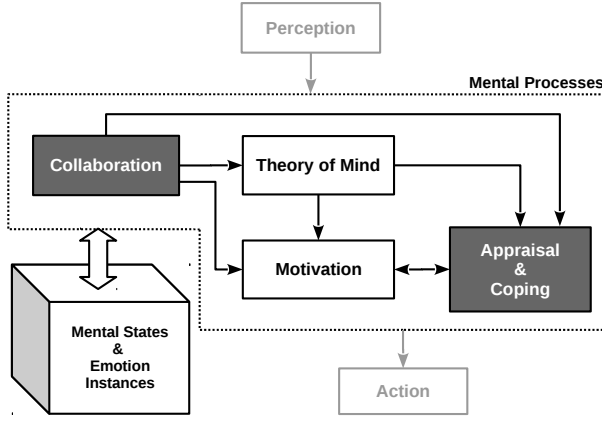 Perception
Mental Processes
Collaboration
Theory of Mind
Motivation
Appraisal
&
Coping
Mental States
&
Emotion
Instances
Action